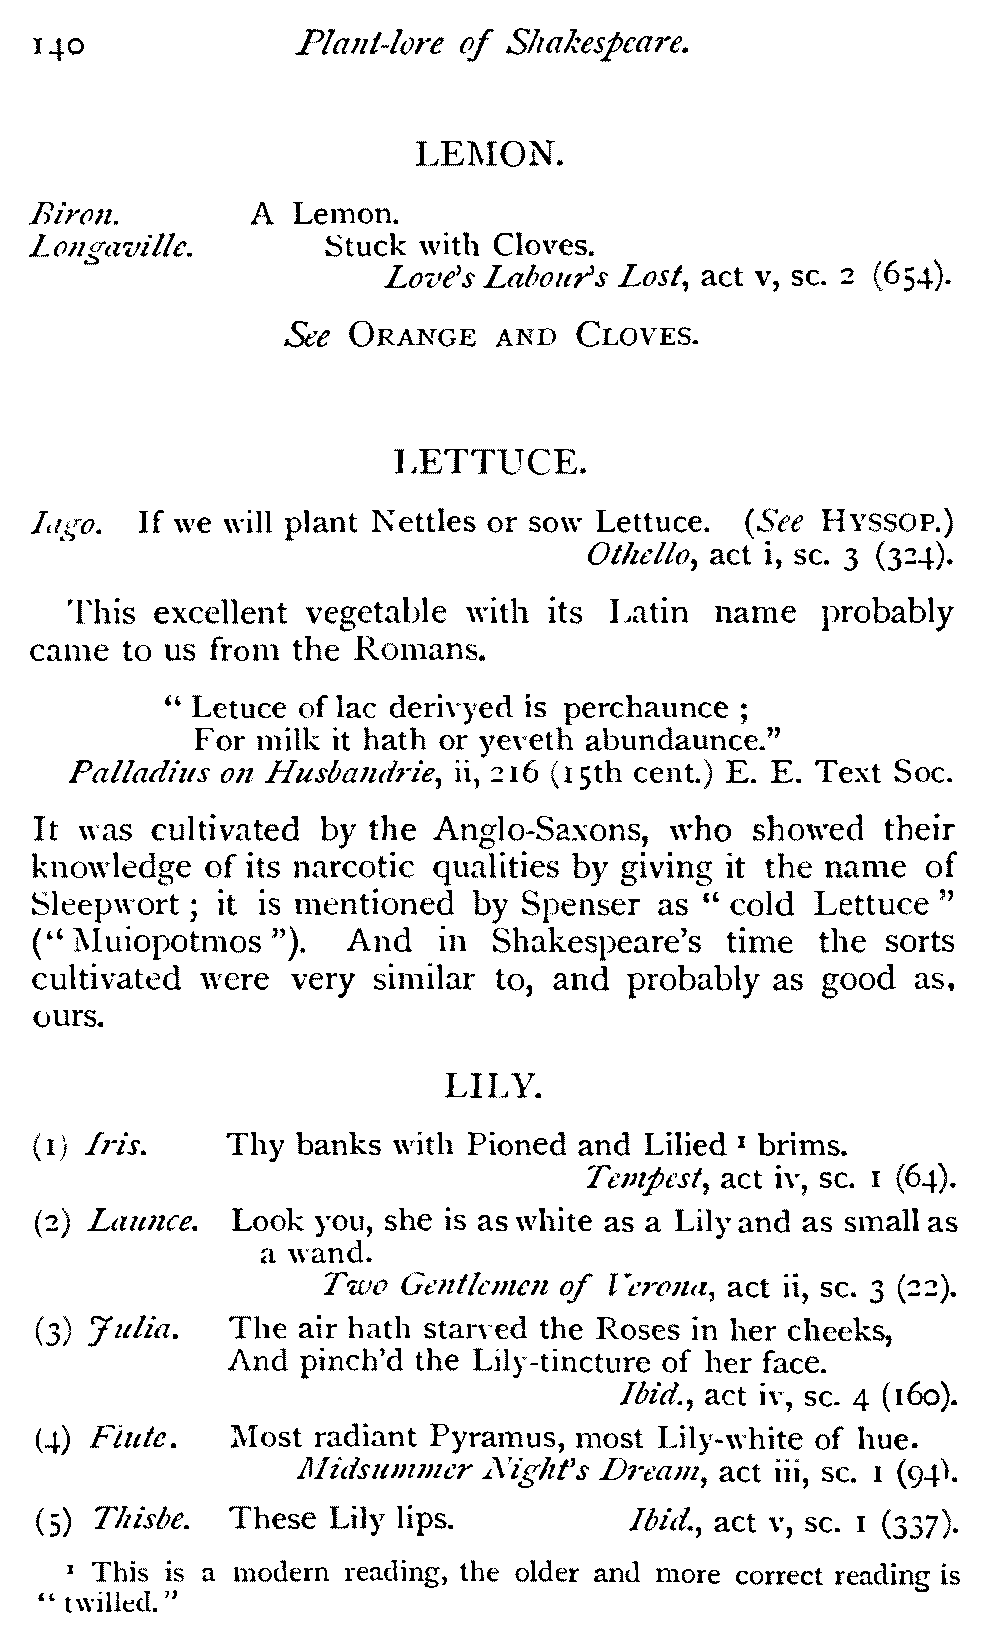 140 Plant-lore of Shakespeare.
LEMON.
Biron. A Lemon.
Longaville. Stuck with Cloves.
Love's Labour's Lost, act v, sc. 2 (654).
See ORANGE AND CLOVES.
LETTUCE.
Iago. If we will plant Nettles or sow Lettuce. (See HYSSOP.)
Othello, act i, sc. 3 (324).
This excellent vegetable with its Latin name probably
came to us from the Romans.
“ Letuce of lac derivyed is perchaunce ;
For milk it hath or yeveth abundaunce.”
Palladius on Husbandrie, ii, 216 (15th cent.) E. E. Text Soc.
It was cultivated by the Anglo-Saxons, who showed their
knowledge of its narcotic qualities by giving it the name of
Sleepwort ; it is mentioned by Spenser as “ cold Lettuce ”
(“ Muiopotmos ”). And in Shakespeare's time the sorts
cultivated were very similar to, and probably as good as,
ours.
LILY.
(1) Iris. Thy banks with Pioned and Lilied ¹ brims.
Tempest, act iv, sc. 1 (64).
(2) Launce. Look you, she is as white as a Lily and as small as
a wand.
Two Gentlemen of Verona, act ii, sc. 3 (22).
(3) Julia. The air hath starved the Roses in her cheeks,
And pinch'd the Lily-tincture of her face.
Ibid., act iv, sc. 4 (160).
(4) Flute. Most radiant Pyramus, most Lily-white of hue.
Midsummer Night's Dream, act iii, sc. 1 (94).
(5) Thisbe. These Lily lips. Ibid., act v, sc. 1 (337).
¹ This is a modern reading, the older and more correct reading is
“ twilled.”